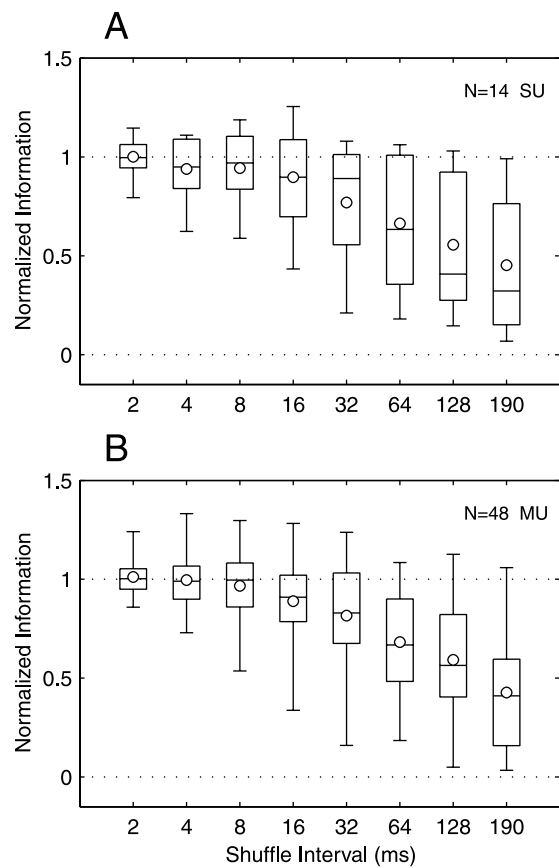 A
Normalized Information
1.5
1
0.5
0
N=14 SU
2 4 8 16 32 64 128 190
B
Normalized Information
1.5
1
0.5
0
N=48 MU
2 4 8 16 32 64 128 190
Shuffle Interval (ms)